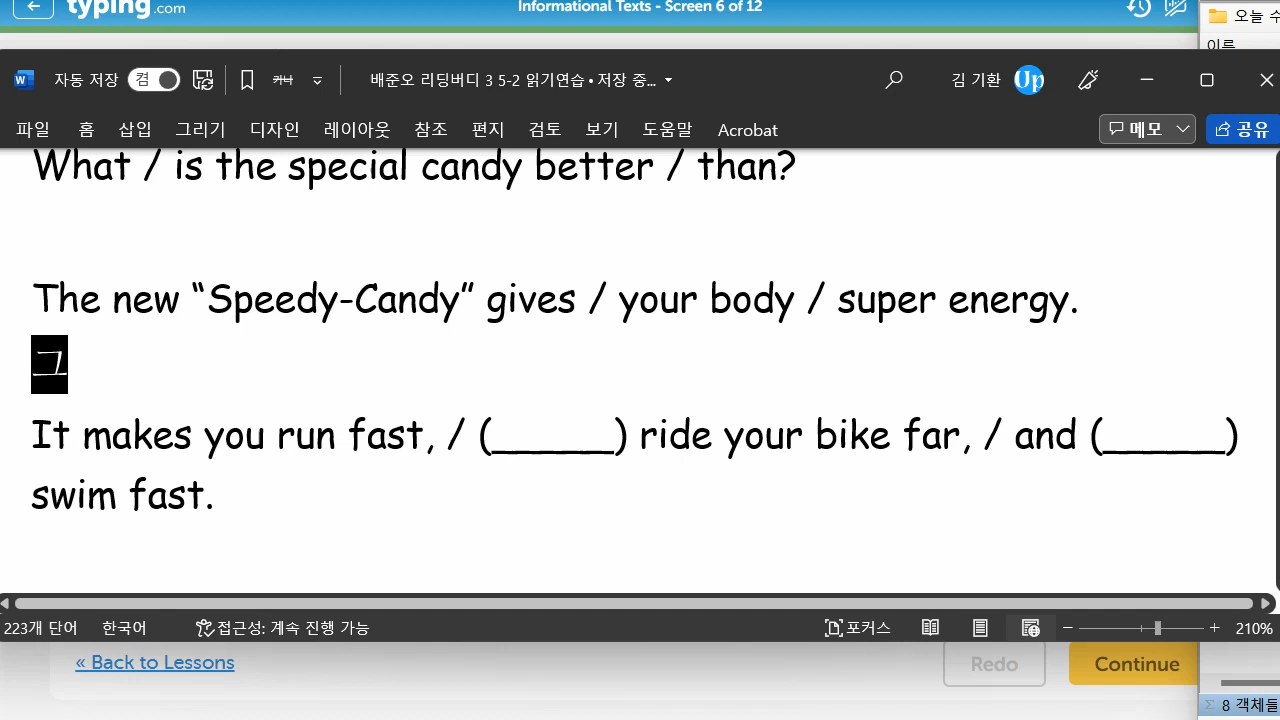 typing.com
Informational Texts - Screen 6 of 12
오늘 수
이름
자동 저장 켬
가나
배준오 리딩버디 3 5-2 읽기연습 • 저장 중...
김 기환
Up
파일 홈 삽입 그리기 디자인 레이아웃 참조 편지 검토 보기 도움말 Acrobat
메모 공유
What / is the special candy better / than?
The new “Speedy-Candy” gives / your body / super energy.
그
It makes you run fast, / (_____) ride your bike far, / and (_____)
swim fast.
223개 단어 한국어 접근성: 계속 진행 가능
포커스
210%
« Back to Lessons
Redo Continue
8 객체들